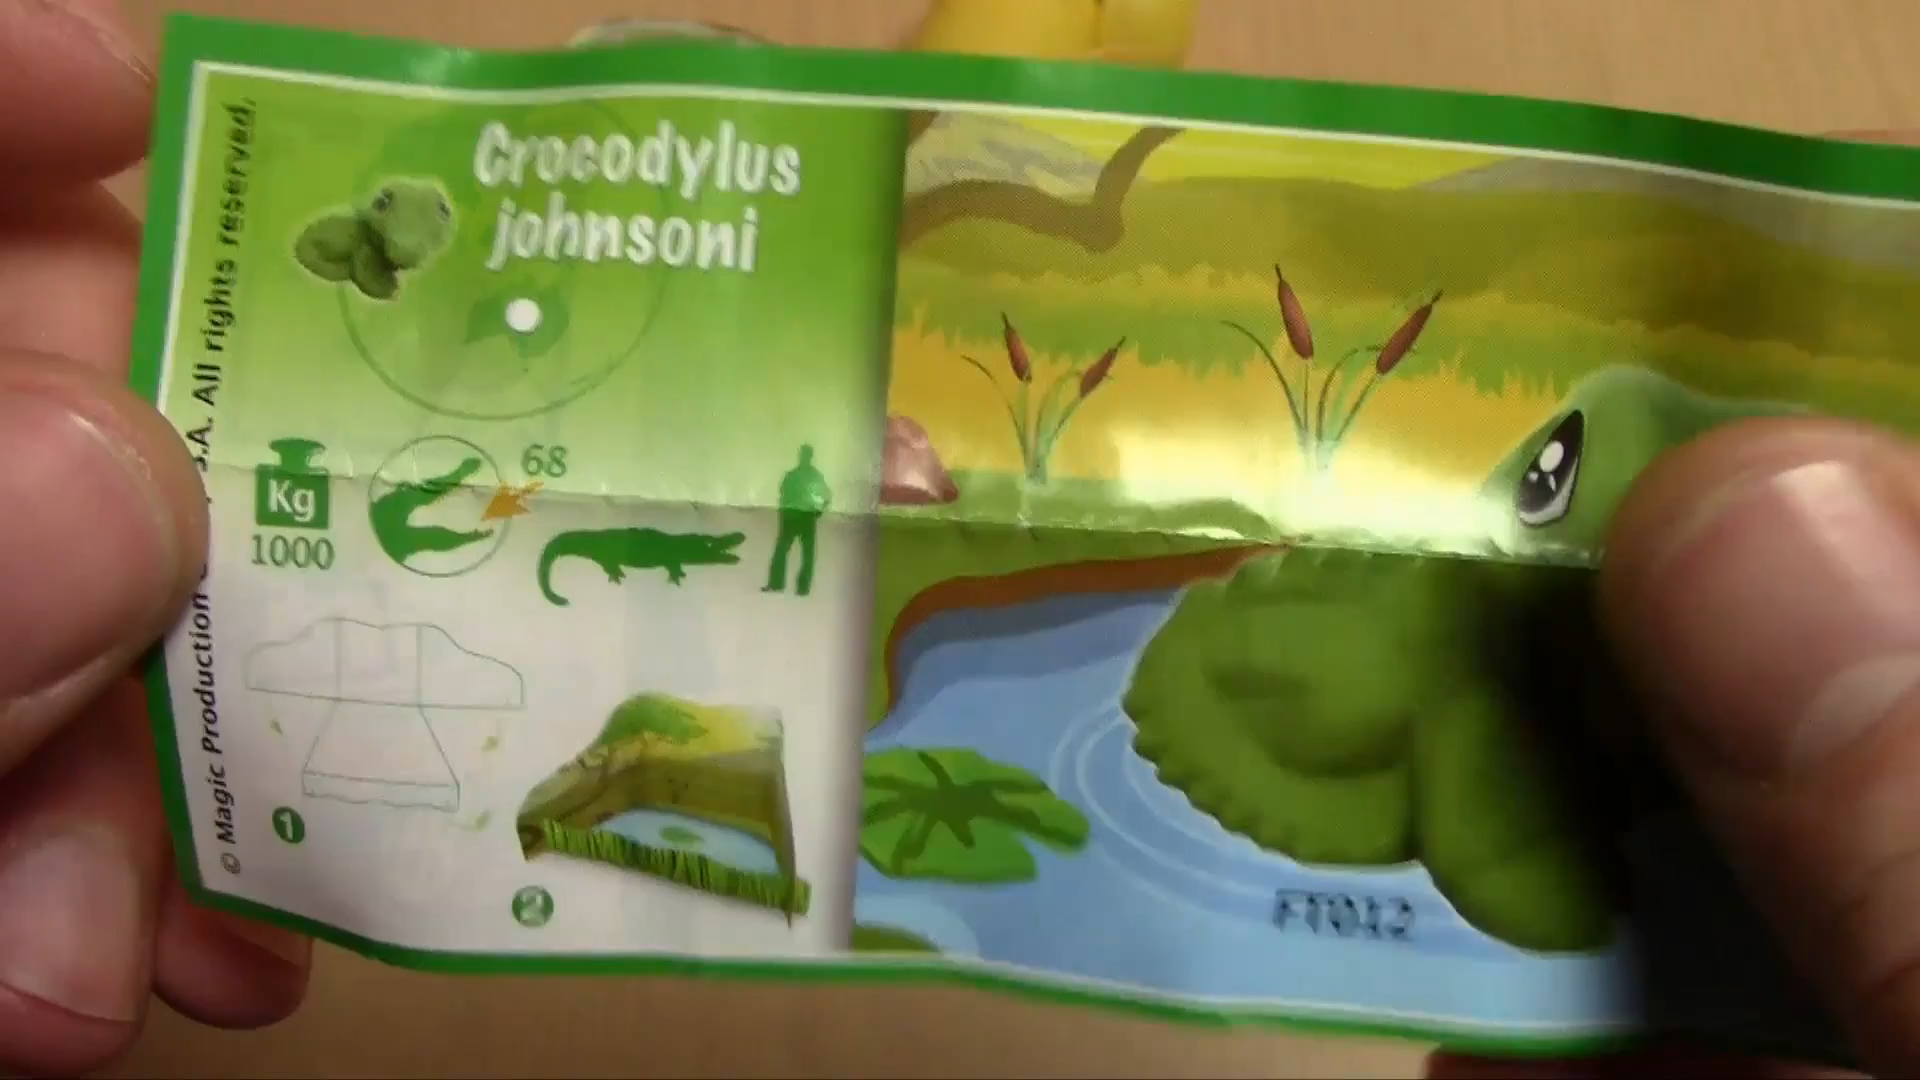 Crocodylus
johnsoni
© Magic Production
S.A. All rights reserved.
68
Kg
1000
1
2
FT012